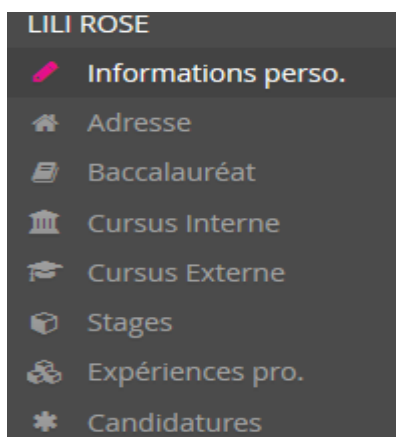 LILI ROSE
Informations perso.
Adresse
Baccalauréat
Cursus Interne
Cursus Externe
Stages
Expériences pro.
Candidatures